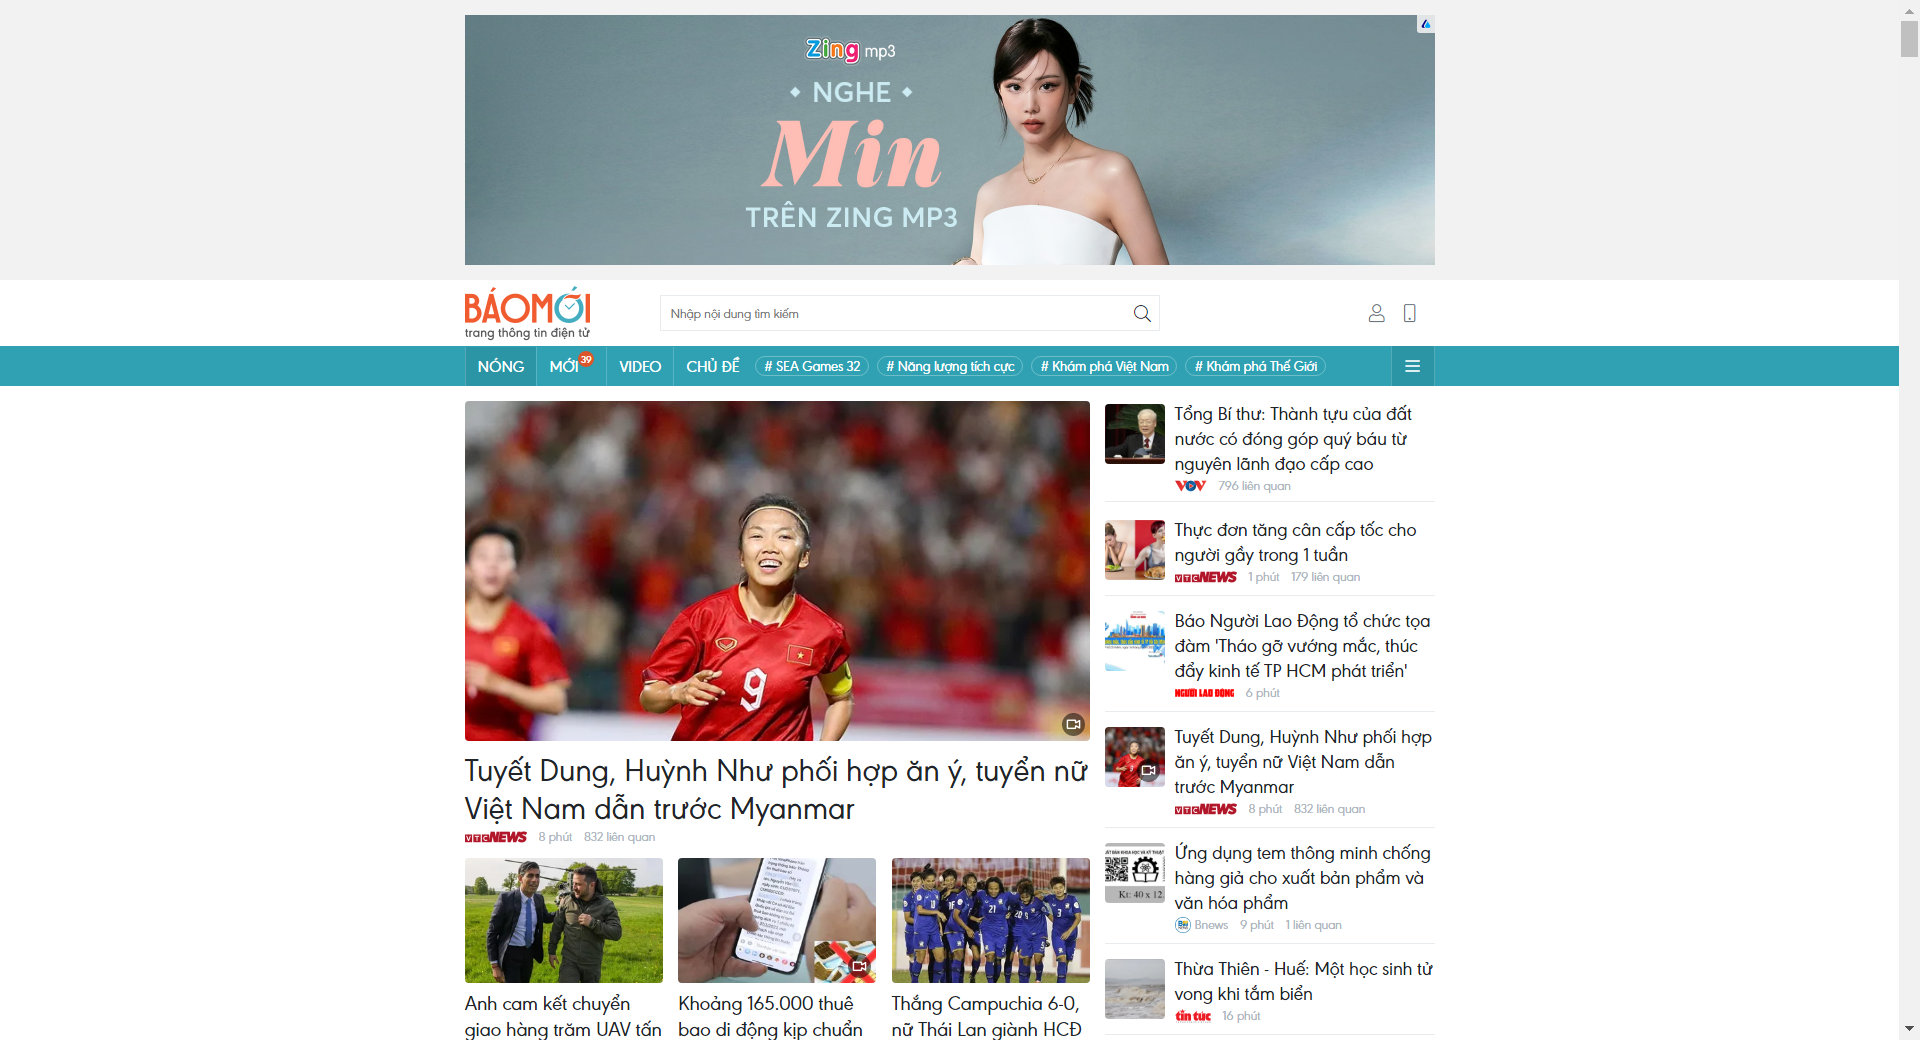 Zing mp3
NGHE
Min
TRÊN ZING MP3
BÁOMỚI
trang thông tin điện tử
Nhập nội dung tìm kiếm
NÓNG
MỚI
39
VIDEO
CHỦ ĐỀ
# SEA Games 32
# Năng lượng tích cực
# Khám phá Việt Nam
# Khám phá Thế Giới
9
Tuyết Dung, Huỳnh Như phối hợp ăn ý, tuyển nữ
Việt Nam dẫn trước Myanmar
VTC NEWS 8 phút 832 liên quan
Anh cam kết chuyển
giao hàng trăm UAV tấn
Khoảng 165.000 thuê
bao di động kịp chuẩn
Thắng Campuchia 6-0,
nữ Thái Lan giành HCĐ
Tổng Bí thư: Thành tựu của đất
nước có đóng góp quý báu từ
nguyên lãnh đạo cấp cao
VOV 796 liên quan
Thực đơn tăng cân cấp tốc cho
người gầy trong 1 tuần
VTC NEWS 1 phút 179 liên quan
Báo Người Lao Động tổ chức tọa
đàm 'Tháo gỡ vướng mắc, thúc
đẩy kinh tế TP HCM phát triển'
NGƯỜI LAO ĐỘNG 6 phút
Tuyết Dung, Huỳnh Như phối hợp
ăn ý, tuyển nữ Việt Nam dẫn
trước Myanmar
VTC NEWS 8 phút 832 liên quan
Kt: 40 x 12
Ứng dụng tem thông minh chống
hàng giả cho xuất bản phẩm và
văn hóa phẩm
Bnews 9 phút 1 liên quan
Thừa Thiên - Huế: Một học sinh tử
vong khi tắm biển
tin tức 16 phút